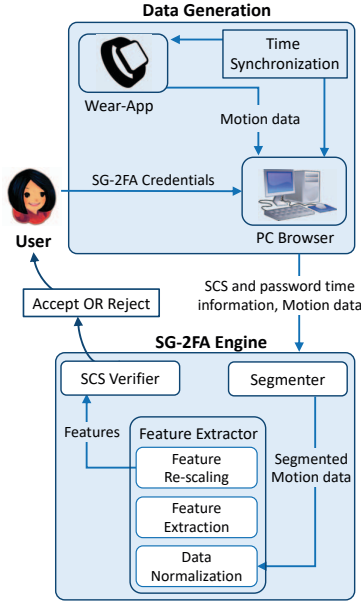 Data Generation
Time
Synchronization
Wear-App
Motion data
SG-2FA Credentials
User
PC Browser
SCS and password time
information, Motion data
Accept OR Reject
SG-2FA Engine
SCS Verifier
Segmenter
Features
Feature Extractor
Feature
Re-scaling
Segmented
Motion data
Feature
Extraction
Data
Normalization